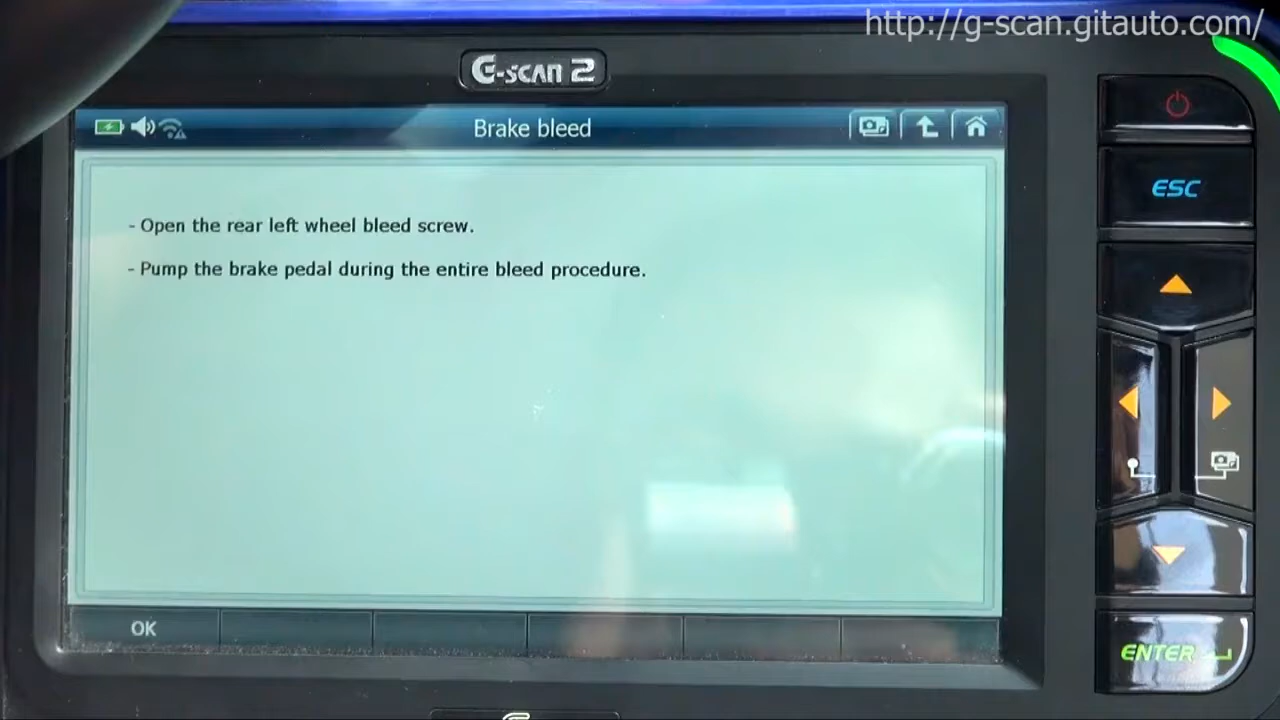 http://g-scan.gitauto.com/
G-SCAN 2
Brake bleed
- Open the rear left wheel bleed screw.
- Pump the brake pedal during the entire bleed procedure.
OK
ESC
ENTER